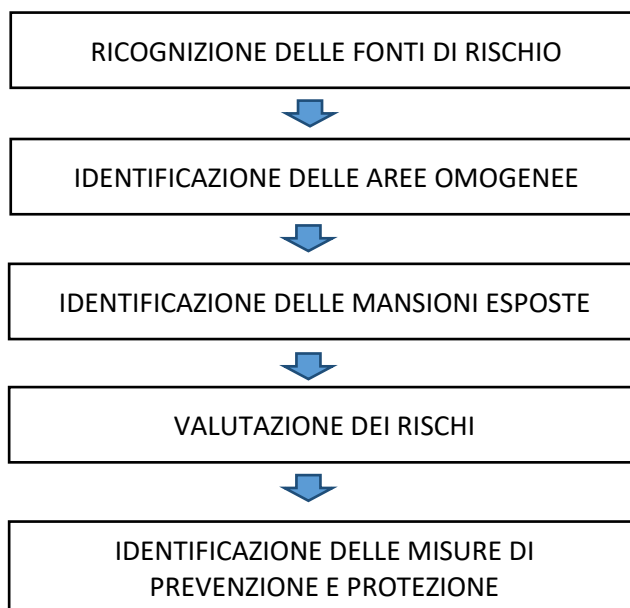 RICOGNIZIONE DELLE FONTI DI RISCHIO
IDENTIFICAZIONE DELLE AREE OMOGENEE
IDENTIFICAZIONE DELLE MANSIONI ESPOSTE
VALUTAZIONE DEI RISCHI
IDENTIFICAZIONE DELLE MISURE DI
PREVENZIONE E PROTEZIONE